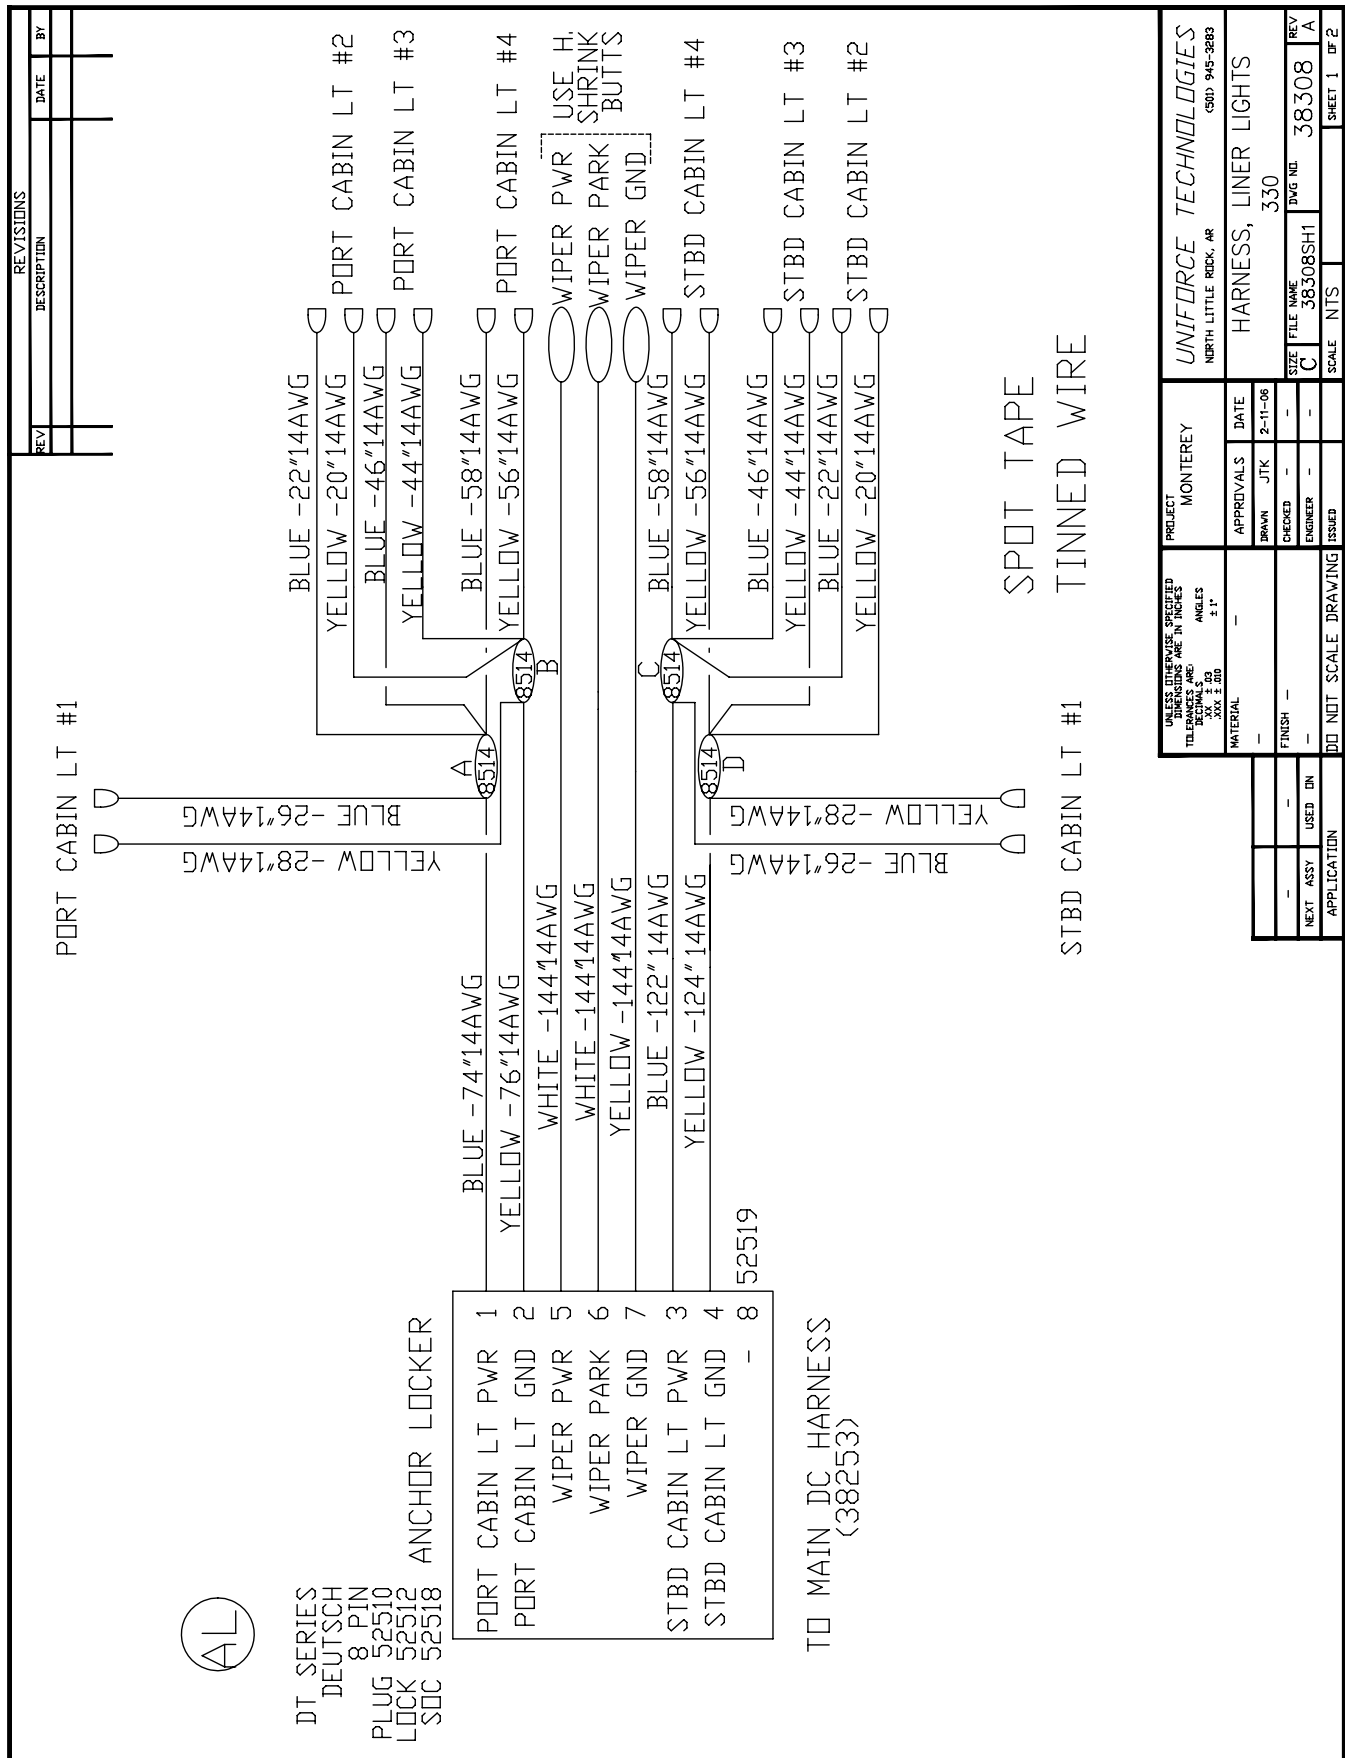 REVISIONS
REV DESCRIPTION DATE BY
AL
DT SERIES
DEUTSCH
8 PIN
PLUG 52510
LOCK 52512
SOC 52518
ANCHOR LOCKER
PORT CABIN LT PWR 1
PORT CABIN LT GND 2
WIPER PWR 5
WIPER PARK 6
WIPER GND 7
STBD CABIN LT PWR 3
STBD CABIN LT GND 4
- 8
52519
TO MAIN DC HARNESS
(38253)
BLUE -74"14AWG
YELLOW -76"14AWG
WHITE -144"14AWG
WHITE -144"14AWG
YELLOW -144"14AWG
BLUE -122"14AWG
YELLOW -124"14AWG
PORT CABIN LT #1
BLUE -26"14AWG
YELLOW -28"14AWG
A
8514
8514
B
C
8514
8514
D
YELLOW -28"14AWG
BLUE -26"14AWG
STBD CABIN LT #1
BLUE -22"14AWG
YELLOW -20"14AWG
PORT CABIN LT #2
BLUE -46"14AWG
YELLOW -44"14AWG
PORT CABIN LT #3
BLUE -58"14AWG
YELLOW -56"14AWG
PORT CABIN LT #4
WIPER PWR
WIPER PARK
WIPER GND
USE H.
SHRINK
BUTTS
BLUE -58"14AWG
YELLOW -56"14AWG
STBD CABIN LT #4
BLUE -46"14AWG
YELLOW -44"14AWG
STBD CABIN LT #3
BLUE -22"14AWG
YELLOW -20"14AWG
STBD CABIN LT #2
SPOT TAPE
TINNED WIRE
UNLESS OTHERWISE SPECIFIED
DIMENSIONS ARE IN INCHES
TOLERANCES ARE:
DECIMALS ANGLES
.XX ± .03 ± 1°
.XXX ± .010
MATERIAL -
-
FINISH -
-
DO NOT SCALE DRAWING
- -
NEXT ASSY USED ON
APPLICATION
PROJECT
MONTEREY
APPROVALS DATE
DRAWN JTK 2-11-06
CHECKED - -
ENGINEER - -
ISSUED
UNIFORCE TECHNOLOGIES
NORTH LITTLE ROCK, AR (501) 945-3283
HARNESS, LINER LIGHTS
330
SIZE C FILE NAME 38308SH1 DWG NO. 38308 REV A
SCALE NTS SHEET 1 OF 2